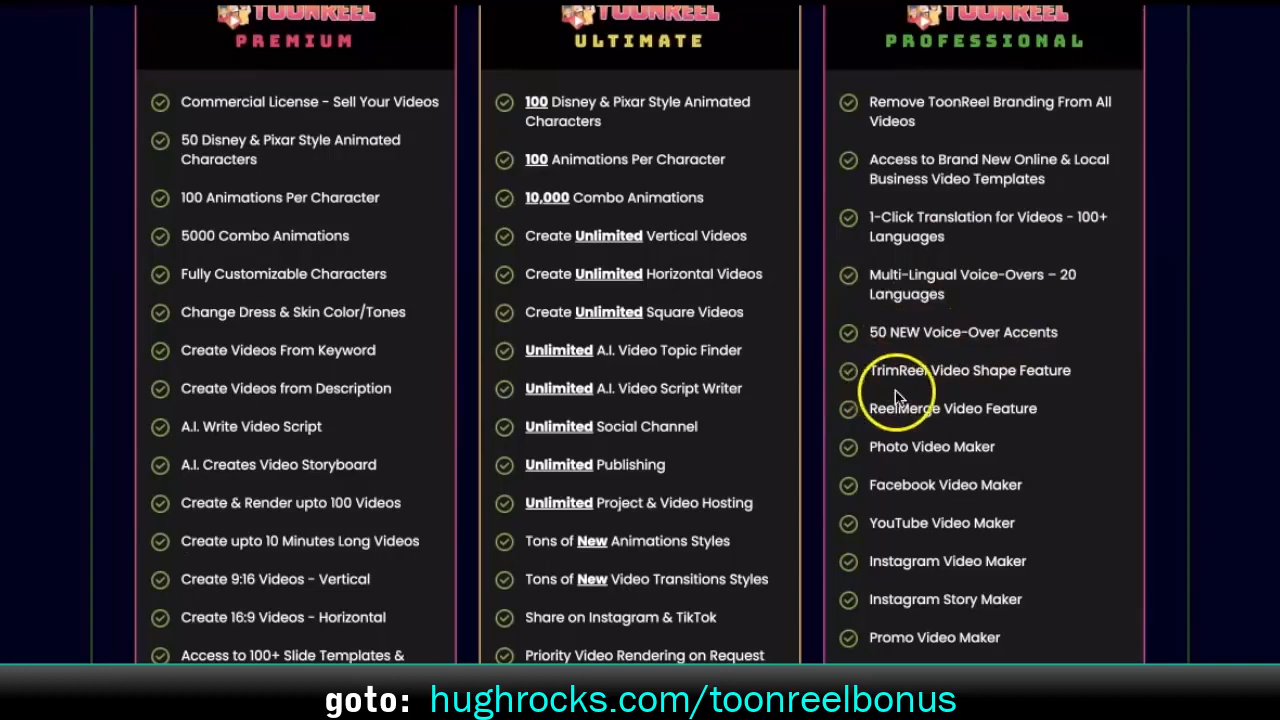 TOONREEL
PREMIUM
Commercial License - Sell Your Videos
50 Disney & Pixar Style Animated
Characters
100 Animations Per Character
5000 Combo Animations
Fully Customizable Characters
Change Dress & Skin Color/Tones
Create Videos From Keyword
Create Videos from Description
A.I. Write Video Script
A.I. Creates Video Storyboard
Create & Render upto 100 Videos
Create upto 10 Minutes Long Videos
Create 9:16 Videos - Vertical
Create 16:9 Videos - Horizontal
Access to 100+ Slide Templates &
TOONREEL
ULTIMATE
100 Disney & Pixar Style Animated
Characters
100 Animations Per Character
10,000 Combo Animations
Create Unlimited Vertical Videos
Create Unlimited Horizontal Videos
Create Unlimited Square Videos
Unlimited A.I. Video Topic Finder
Unlimited A.I. Video Script Writer
Unlimited Social Channel
Unlimited Publishing
Unlimited Project & Video Hosting
Tons of New Animations Styles
Tons of New Video Transitions Styles
Share on Instagram & TikTok
Priority Video Rendering on Request
TOONREEL
PROFESSIONAL
Remove ToonReel Branding From All
Videos
Access to Brand New Online & Local
Business Video Templates
1-Click Translation for Videos - 100+
Languages
Multi-Lingual Voice-Overs – 20
Languages
50 NEW Voice-Over Accents
TrimReel Video Shape Feature
ReelMerge Video Feature
Photo Video Maker
Facebook Video Maker
YouTube Video Maker
Instagram Video Maker
Instagram Story Maker
Promo Video Maker
goto: hughrocks.com/toonreelbonus